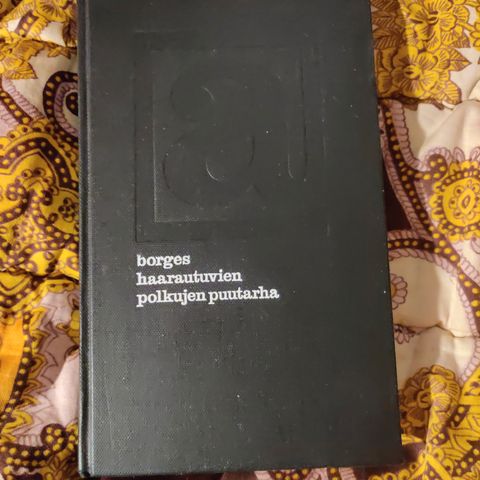 borges
haarautuvien
polkujen puutarha